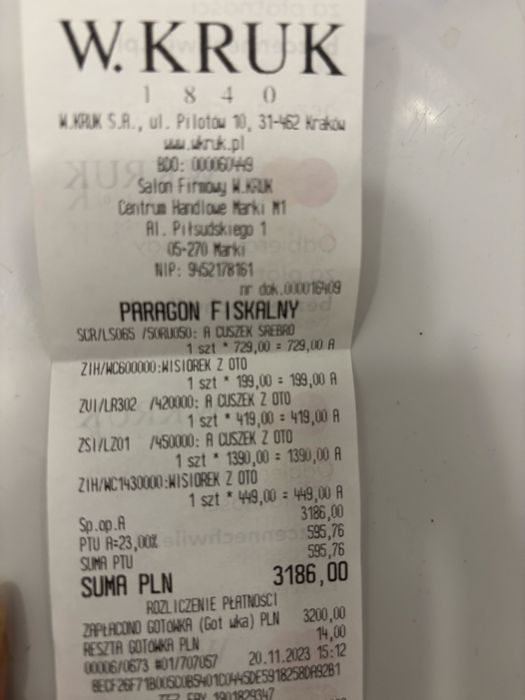 W.KRUK
1 8 4 0
W.KRUK S.A., ul. Pilotów 10, 31-462 Kraków
www.wkruk.pl
BDO: 000060449
Salon Firmowy W.KRUK
Centrum Handlowe Marki M1
Al. Piłsudskiego 1
05-270 Marki
NIP: 9452178161
nr dok.000016409
PARAGON FISKALNY
SCR/LS065 /50RU050: A CUSZEK SREBRO
1 szt * 729,00 = 729,00 A
ZIH/WC600000:WISIOREK Z OTO
1 szt * 199,00 = 199,00 A
ZUI/LR302 /420000: A CUSZEK Z OTO
1 szt * 419,00 = 419,00 A
ZSI/LZ01 /450000: A CUSZEK Z OTO
1 szt * 1390,00 = 1390,00 A
ZIH/WC1430000:WISIOREK Z OTO
1 szt * 449,00 = 449,00 A
Sp.op.A 3186,00
PTU A=23,00% 595,76
SUMA PTU 595,76
SUMA PLN 3186,00
ROZLICZENIE PŁATNOŚCI
ZAPŁACONO GOTÓWKA (Got wka) PLN 3200,00
RESZTA GOTÓWKA PLN 14,00
00006/0673 #01/707057 20.11.2023 15:12